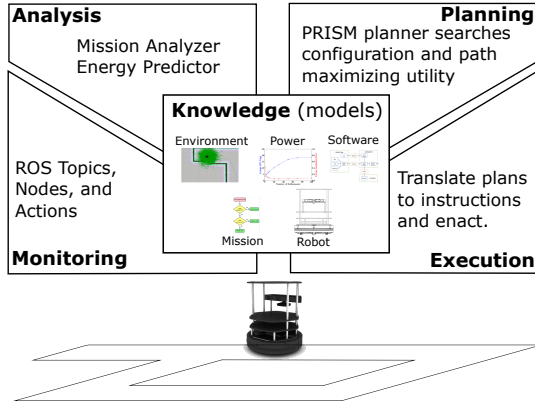 Analysis
Mission Analyzer
Energy Predictor
Planning
PRISM planner searches
configuration and path
maximizing utility
Knowledge (models)
Environment
Power
Software
Mission
Robot
ROS Topics,
Nodes, and
Actions
Monitoring
Translate plans
to instructions
and enact.
Execution